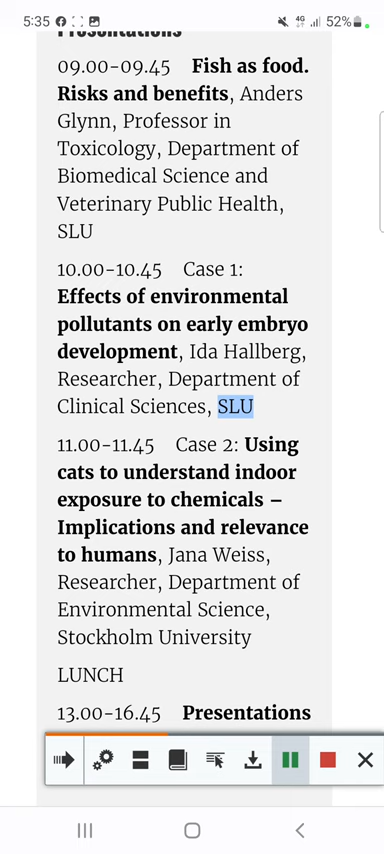 5:35
4G
52%
Presentations
09.00-09.45 Fish as food.
Risks and benefits, Anders
Glynn, Professor in
Toxicology, Department of
Biomedical Science and
Veterinary Public Health,
SLU
10.00-10.45 Case 1:
Effects of environmental
pollutants on early embryo
development, Ida Hallberg,
Researcher, Department of
Clinical Sciences, SLU
11.00-11.45 Case 2: Using
cats to understand indoor
exposure to chemicals –
Implications and relevance
to humans, Jana Weiss,
Researcher, Department of
Environmental Science,
Stockholm University
LUNCH
13.00-16.45 Presentations